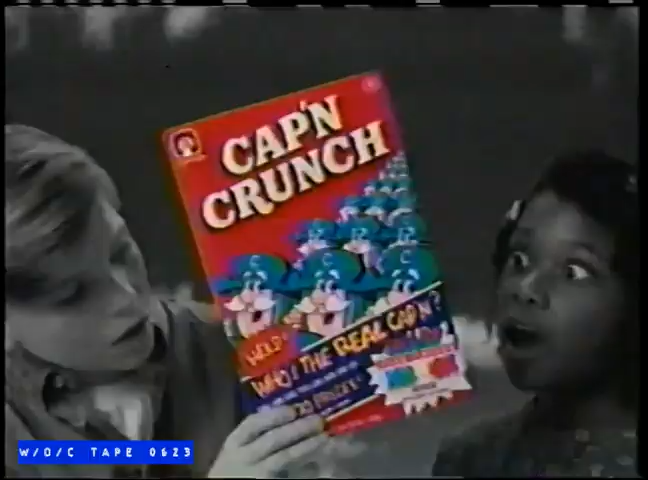 CAP'N
CRUNCH
HELP!
WHO'S THE REAL CAP'N?
W/O/C TAPE 0623